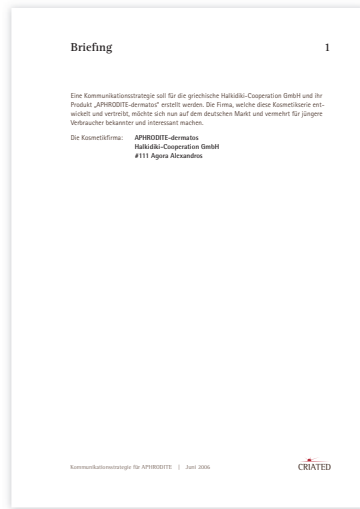 Briefing 1
Eine Kommunikationsstrategie soll für die griechische Halkidiki-Cooperation GmbH und ihr
Produkt „APHRODITE-dermatos“ erstellt werden. Die Firma, welche diese Kosmetikserie ent-
wickelt und vertreibt, möchte sich nun auf dem deutschen Markt und vermehrt für jüngere
Verbraucher bekannter und interessant machen.
Die Kosmetikfirma: APHRODITE-dermatos
Halkidiki-Cooperation GmbH
#111 Agora Alexandros
Kommunikationsstrategie für APHRODITE | Juni 2006
CRIATED